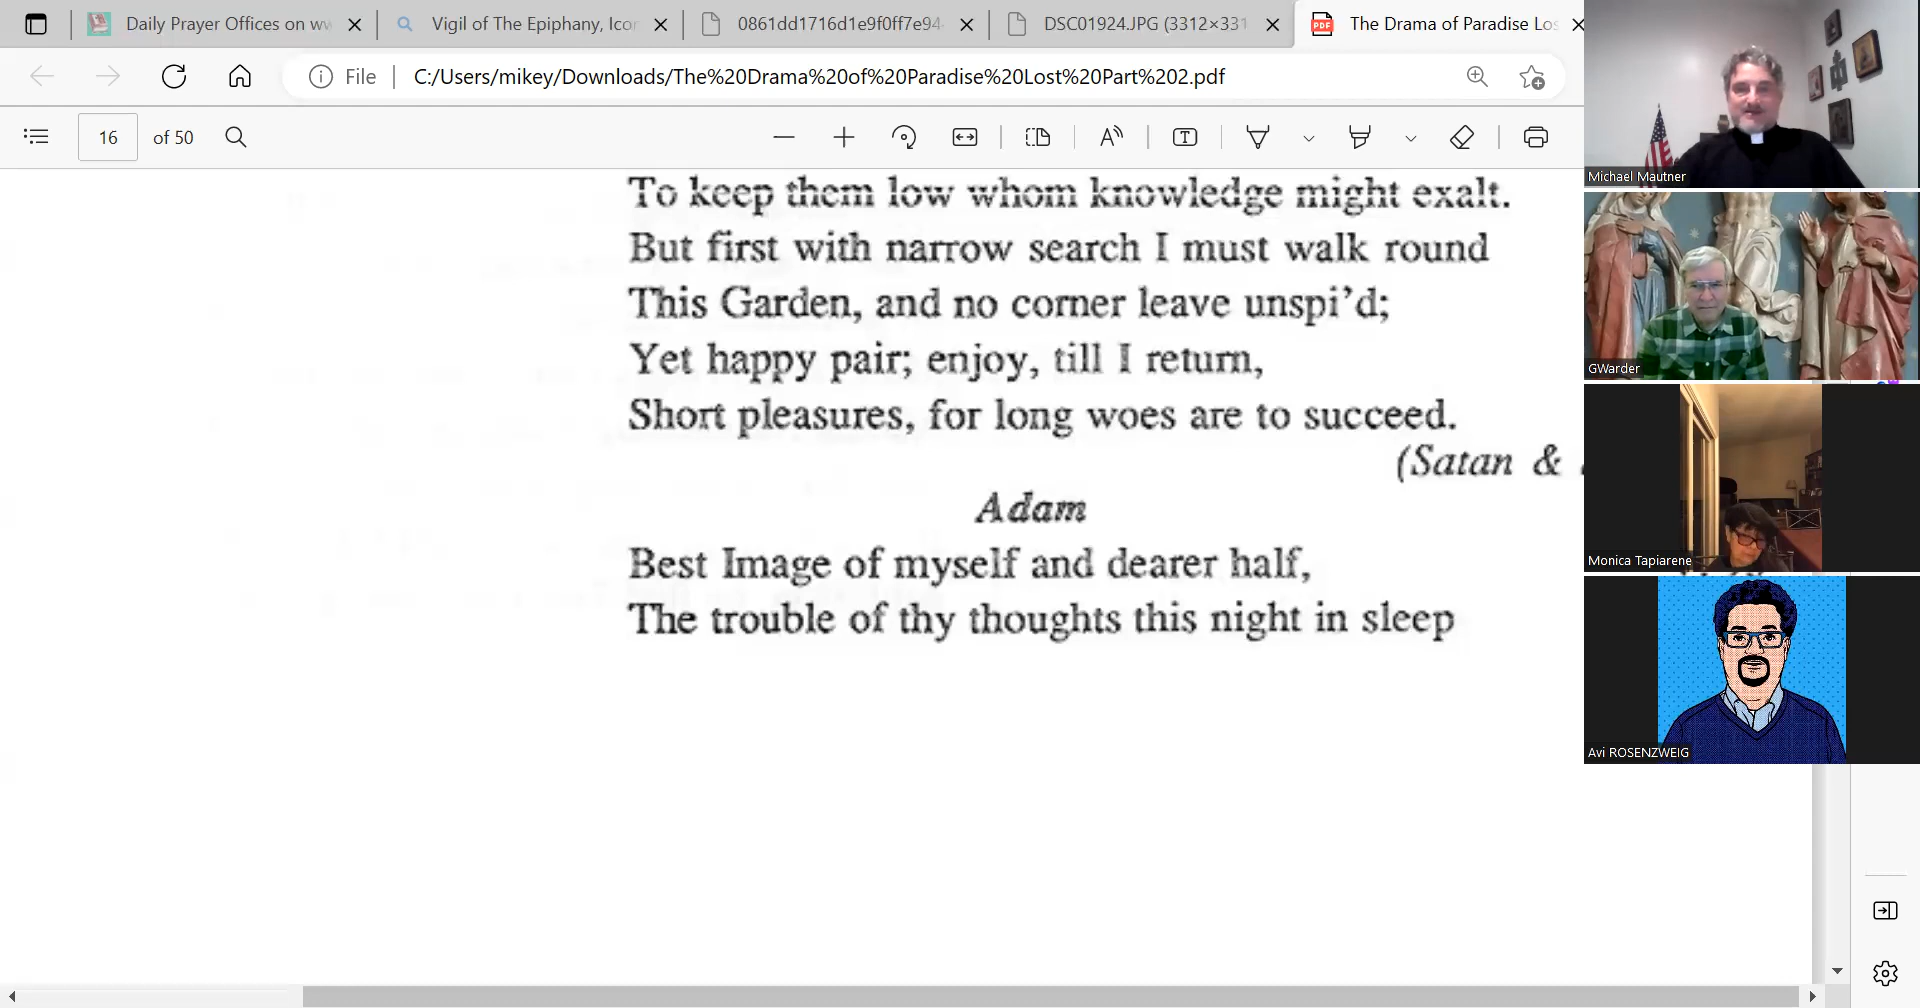 Daily Prayer Offices on w
Vigil of The Epiphany, Ico
0861dd1716d1e9f0ff7e94
DSC01924.JPG (3312×331
PDF
The Drama of Paradise Los
File
C:/Users/mikey/Downloads/The%20Drama%20of%20Paradise%20Lost%20Part%202.pdf
16 of 50
To keep them low whom knowledge might exalt.
But first with narrow search I must walk round
This Garden, and no corner leave unspi’d;
Yet happy pair; enjoy, till I return,
Short pleasures, for long woes are to succeed.
(Satan &
Adam
Best Image of myself and dearer half,
The trouble of thy thoughts this night in sleep
Michael Mautner
GWarder
Monica Tapiarene
Avi ROSENZWEIG